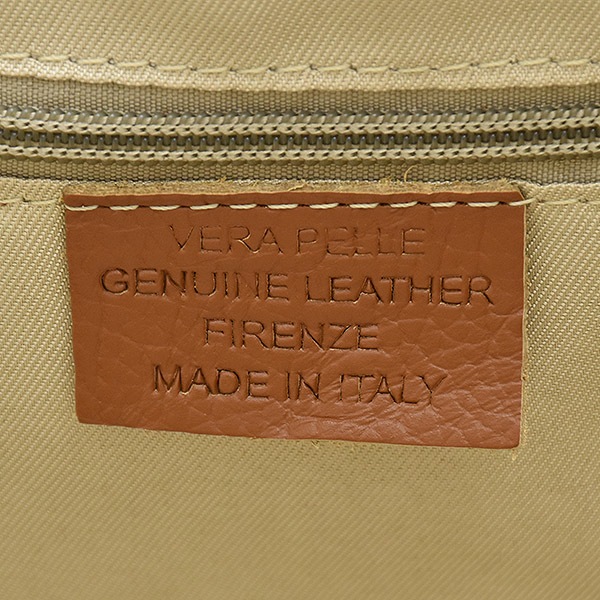 VERA PELLE
GENUINE LEATHER
FIRENZE
MADE IN ITALY